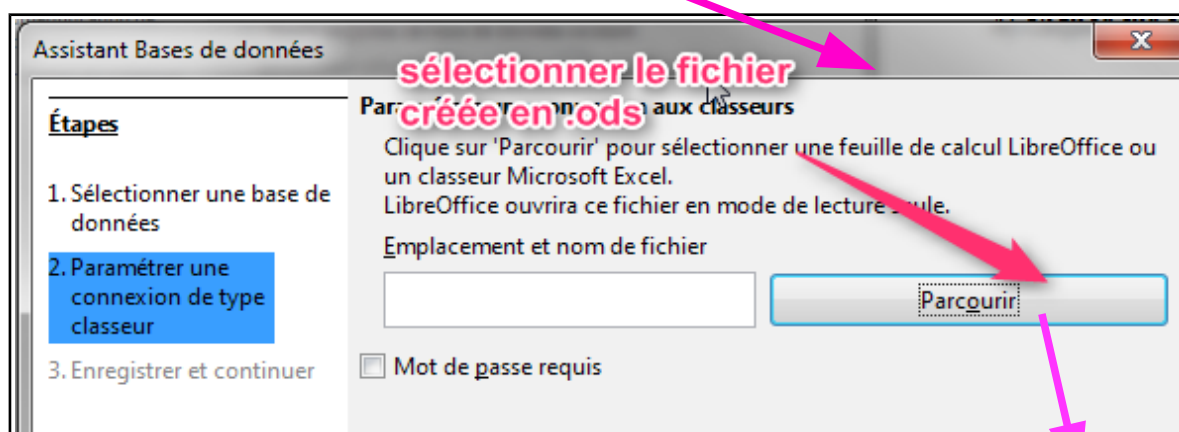 Assistant Bases de données
sélectionner le fichier
créée en .ods
Étapes
1. Sélectionner une base de
données
2. Paramétrer une
connexion de type
classeur
3. Enregistrer et continuer
aux classeurs
Clique sur 'Parcourir' pour sélectionner une feuille de calcul LibreOffice ou
un classeur Microsoft Excel.
LibreOffice ouvrira ce fichier en mode de lecture seule.
Emplacement et nom de fichier
Parcourir
Mot de passe requis